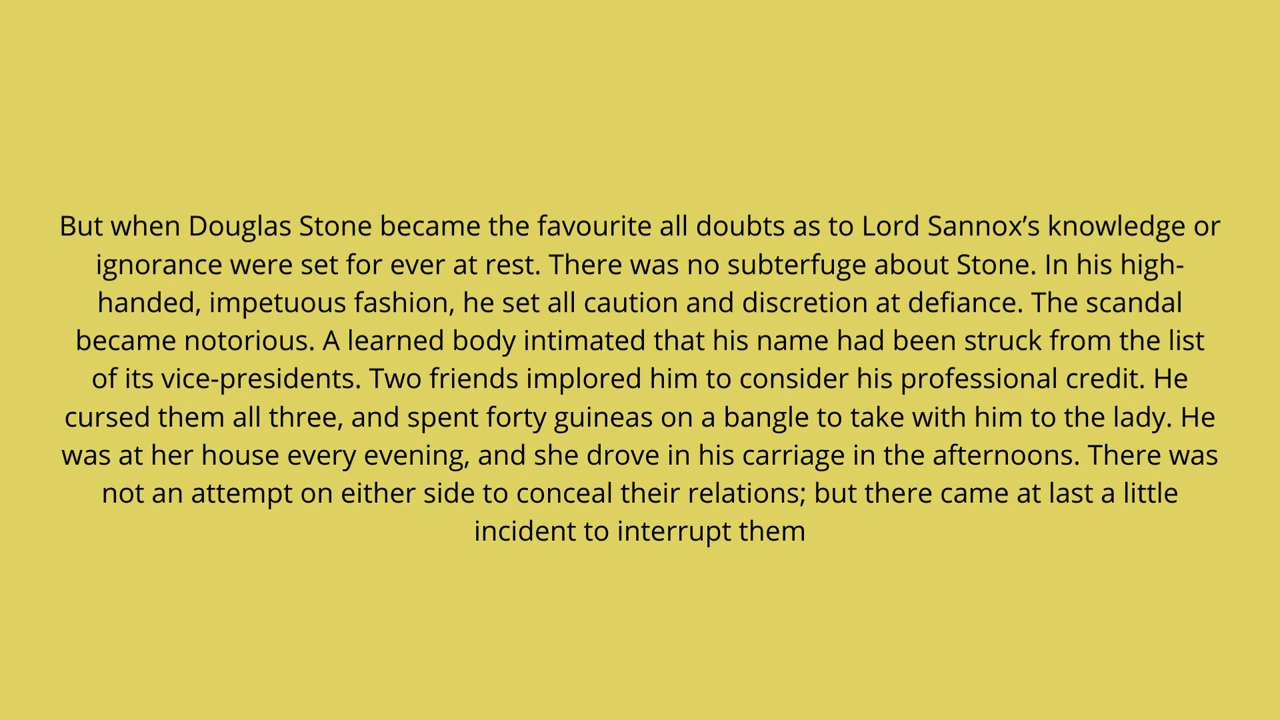 But when Douglas Stone became the favourite all doubts as to Lord Sannox’s knowledge or
ignorance were set for ever at rest. There was no subterfuge about Stone. In his high-
handed, impetuous fashion, he set all caution and discretion at defiance. The scandal
became notorious. A learned body intimated that his name had been struck from the list
of its vice-presidents. Two friends implored him to consider his professional credit. He
cursed them all three, and spent forty guineas on a bangle to take with him to the lady. He
was at her house every evening, and she drove in his carriage in the afternoons. There was
not an attempt on either side to conceal their relations; but there came at last a little
incident to interrupt them